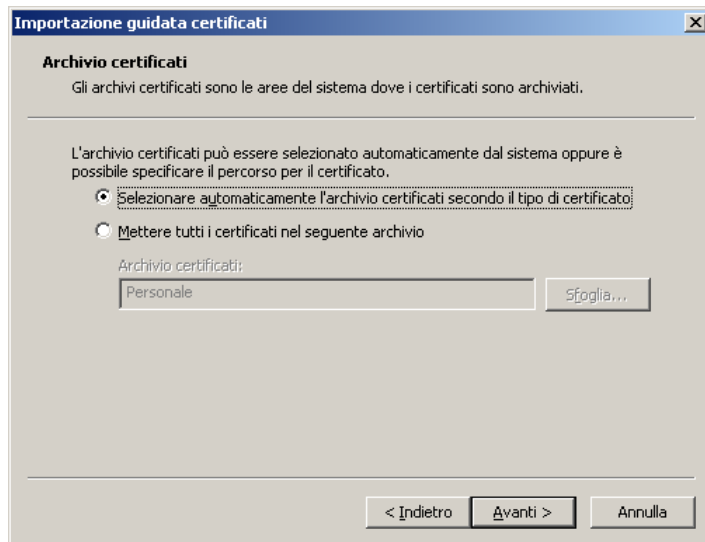 Importazione guidata certificati
Archivio certificati
Gli archivi certificati sono le aree del sistema dove i certificati sono archiviati.
L'archivio certificati può essere selezionato automaticamente dal sistema oppure è
possibile specificare il percorso per il certificato.
Selezionare automaticamente l'archivio certificati secondo il tipo di certificato
Mettere tutti i certificati nel seguente archivio
Archivio certificati:
Personale
Sfoglia...
< Indietro
Avanti >
Annulla